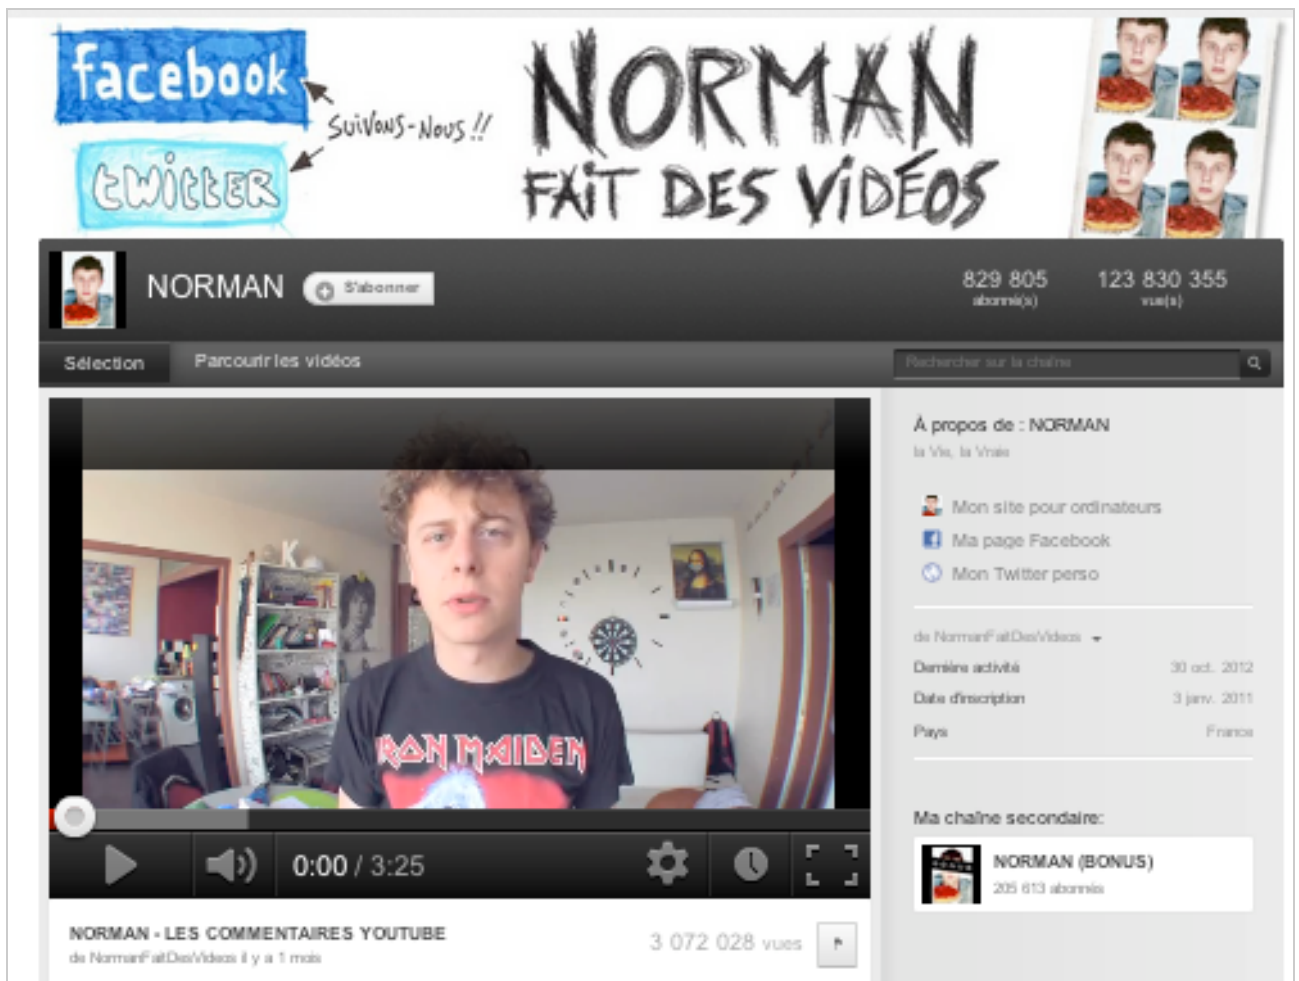 facebook
SUIVONS-NOUS !!
twitter
NORMAN
FAIT DES VIDÉOS
NORMAN
S'abonner
829 805
abonné(s)
123 830 355
vue(s)
Sélection
Parcourir les vidéos
Rechercher sur la chaîne
À propos de : NORMAN
la Vie, la Vraie
Mon site pour ordinateurs
Ma page Facebook
Mon Twitter perso
de NormanFaitDesVideos
Dernière activité 30 oct. 2012
Date d'inscription 3 janv. 2011
Pays France
Ma chaîne secondaire:
NORMAN (BONUS)
205 613 abonnés
K
IRON MAIDEN
0:00 / 3:25
NORMAN - LES COMMENTAIRES YOUTUBE
de NormanFaitDesVideos il y a 1 mois
3 072 028 vues